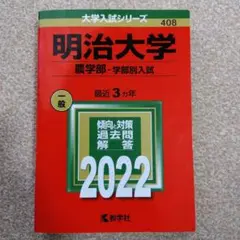 大学入試シリーズ
408
明治大学
農学部-学部別入試
一般
最近3カ年
傾向と対策
過去問
解答
2022
教学社